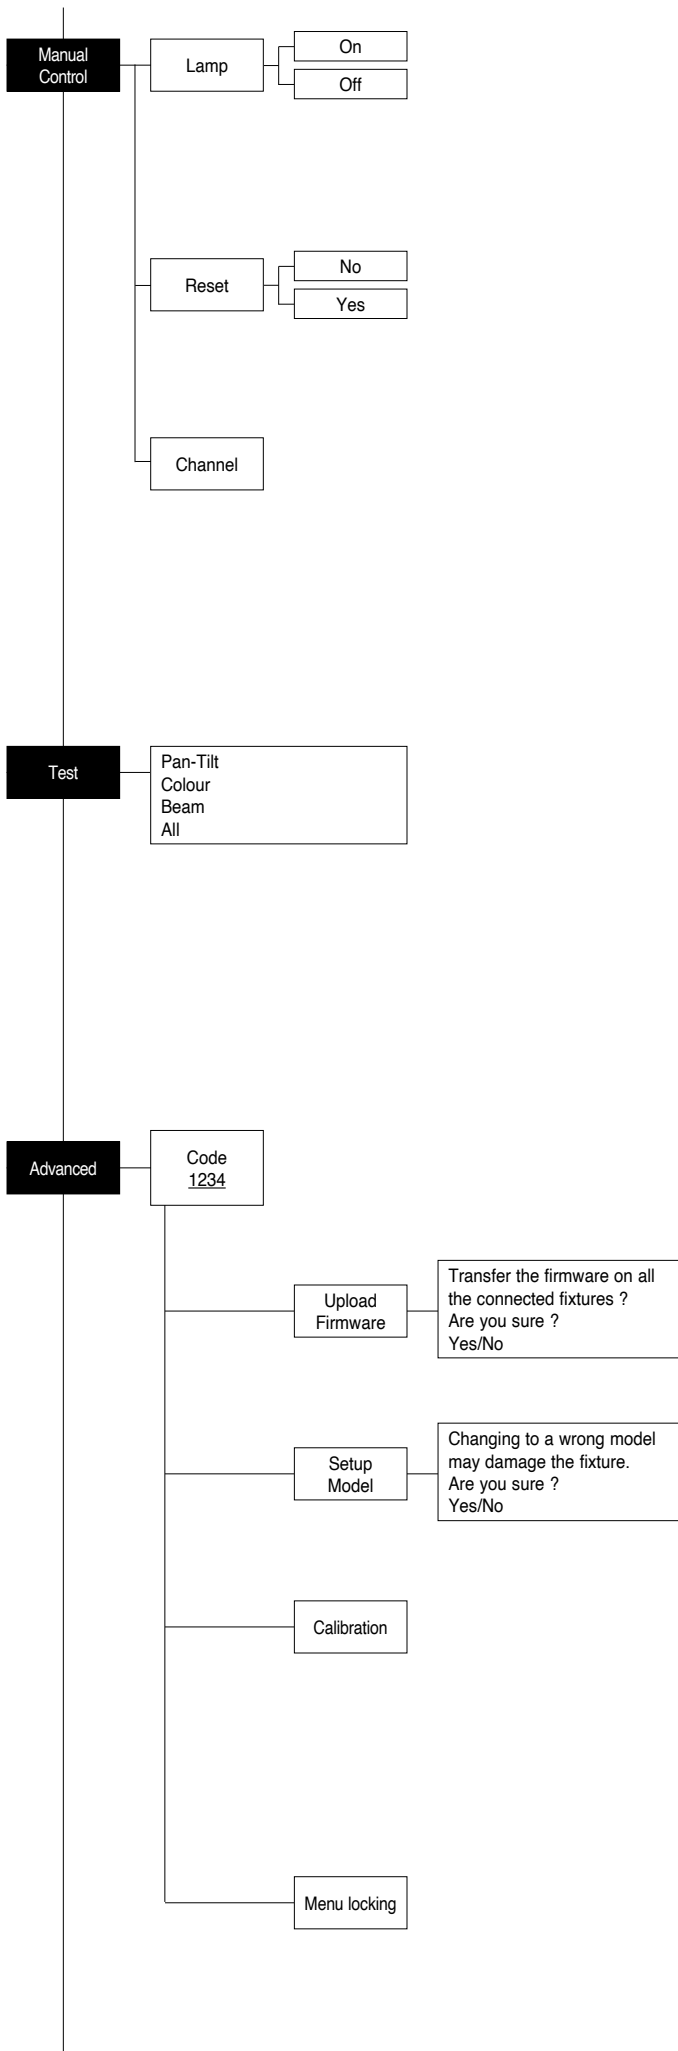 Manual
Control
Lamp
On
Off
Reset
No
Yes
Channel
Test
Pan-Tilt
Colour
Beam
All
Advanced
Code
1234
Upload
Firmware
Transfer the firmware on all
the connected fixtures ?
Are you sure ?
Yes/No
Setup
Model
Changing to a wrong model
may damage the fixture.
Are you sure ?
Yes/No
Calibration
Menu locking